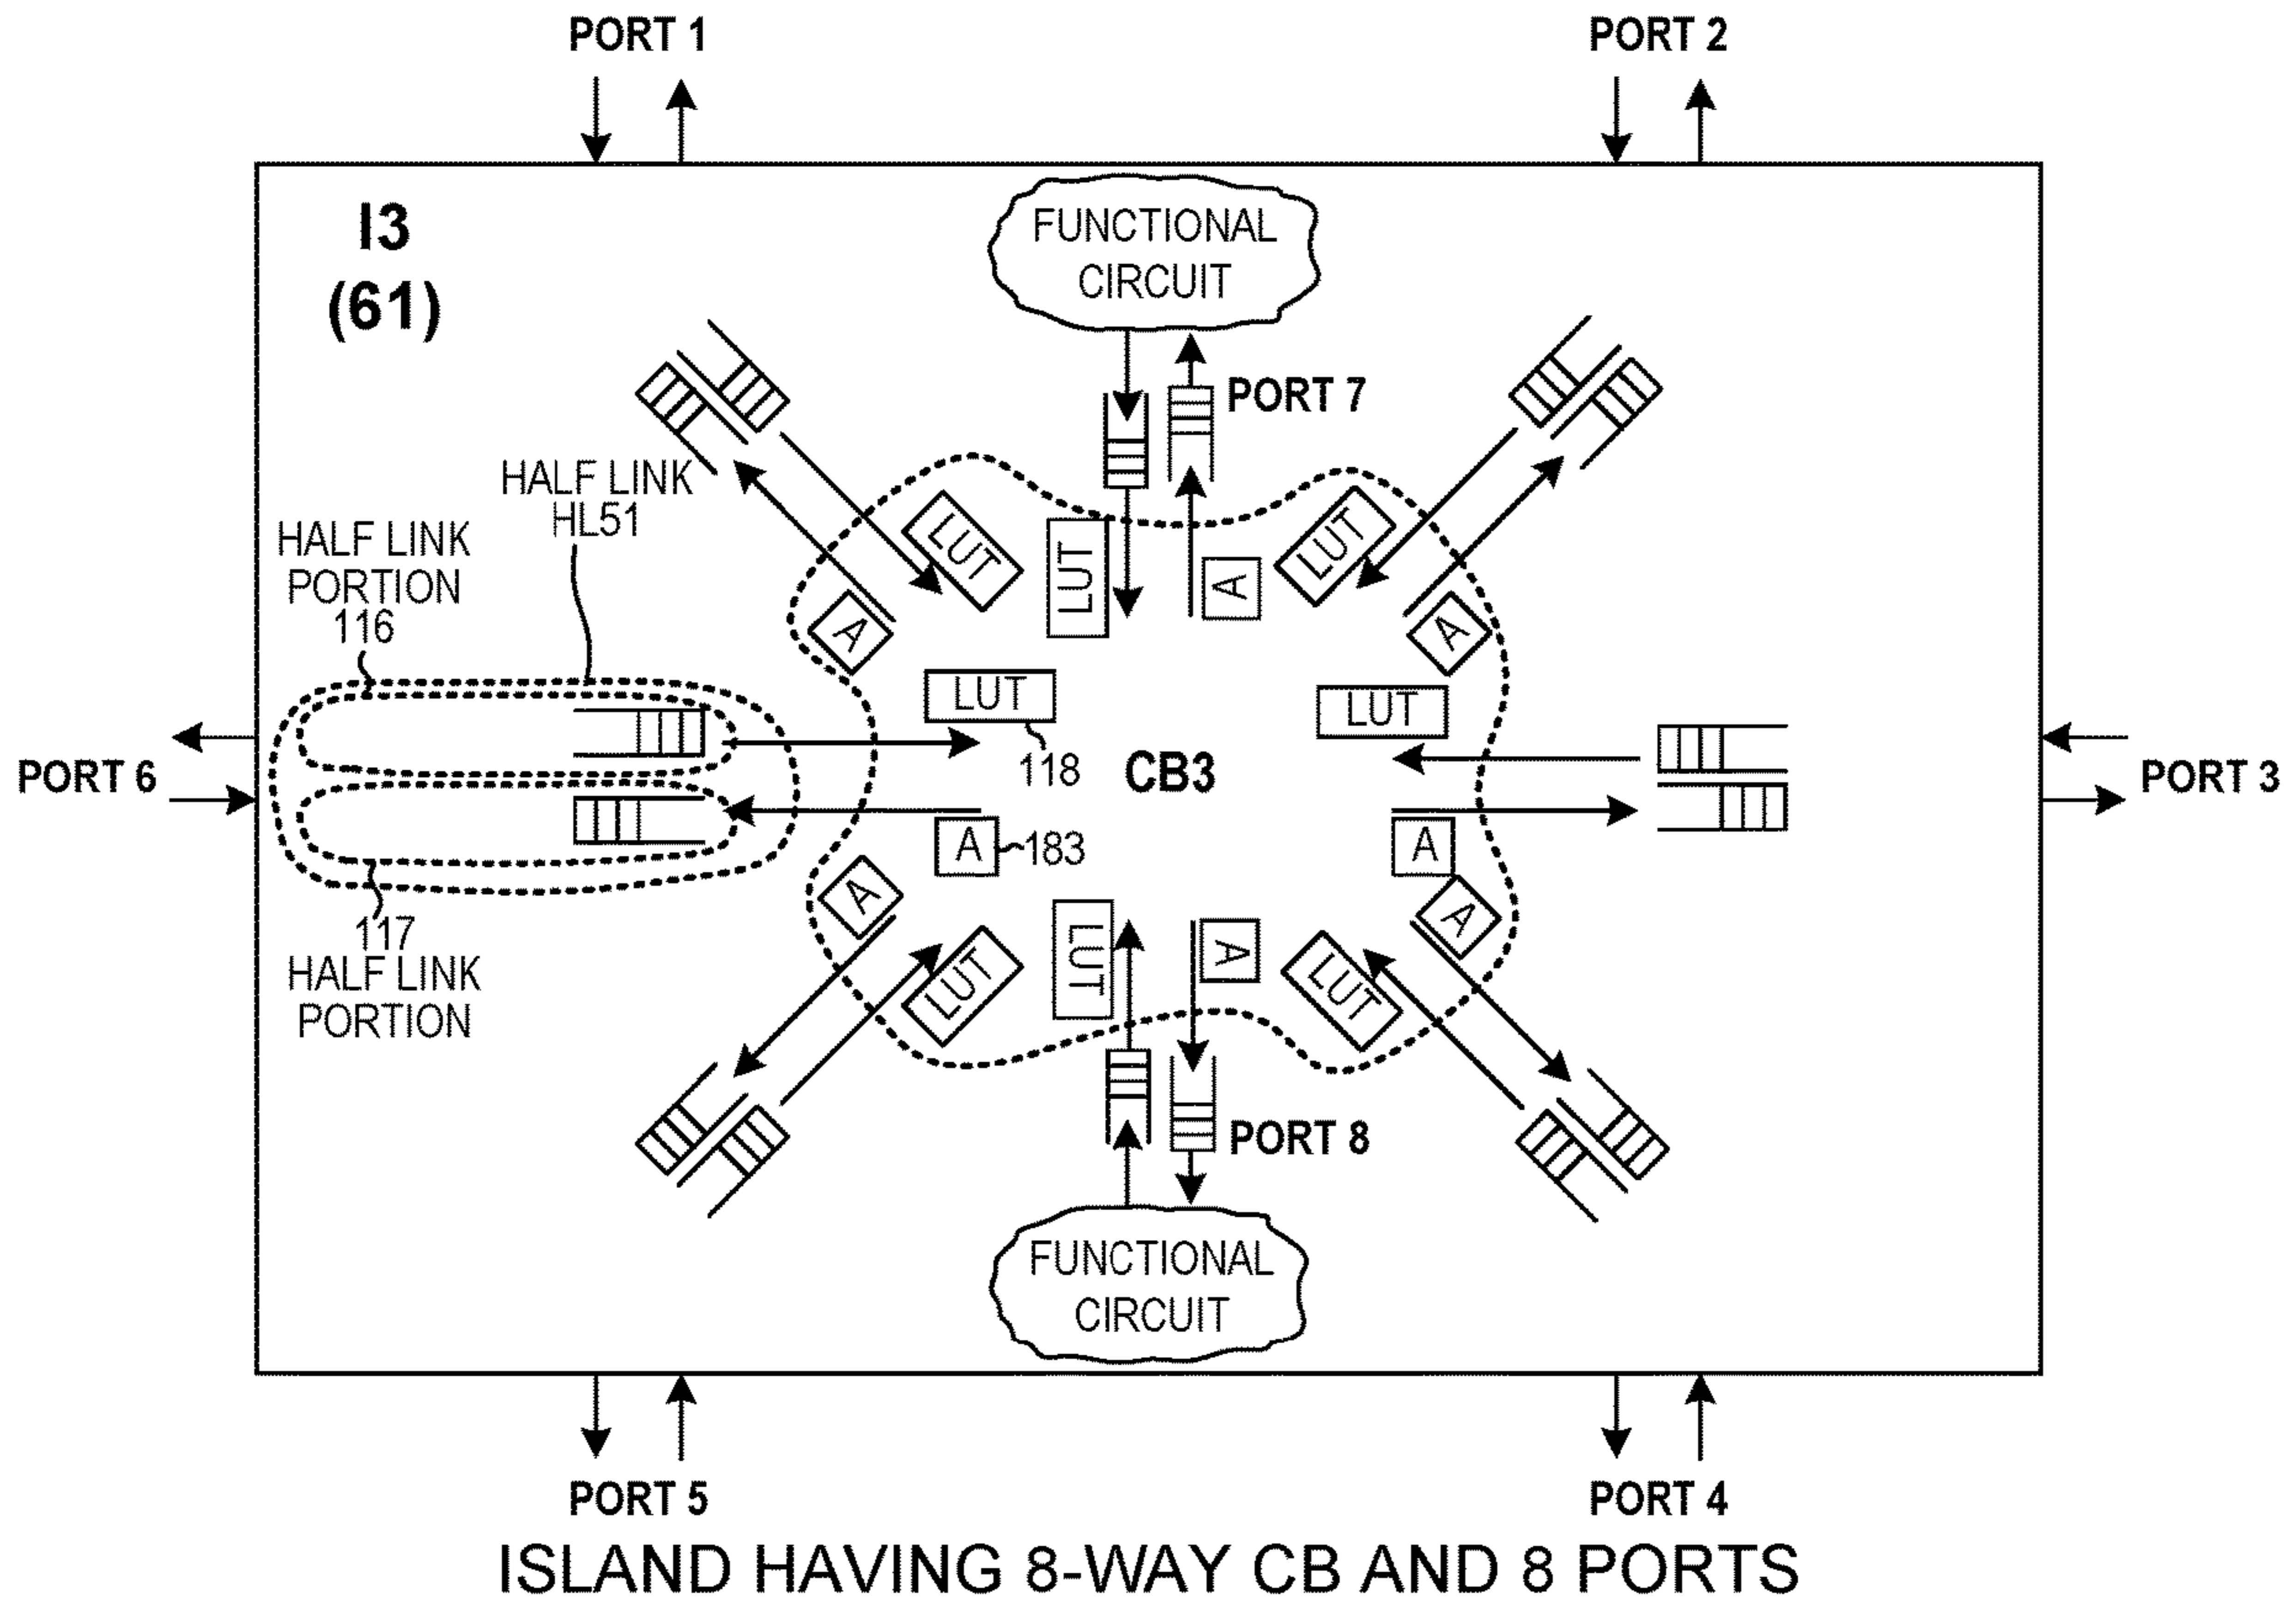 PORT 1
PORT 2
I3
(61)
FUNCTIONAL
CIRCUIT
PORT 7
HALF LINK
HL51
HALF LINK
PORTION
116
LUT
LUT
LUT
A
A
A
LUT
118
LUT
CB3
PORT 6
PORT 3
A
183
A
A
A
117
HALF LINK
PORTION
LUT
LUT
A
LUT
PORT 8
FUNCTIONAL
CIRCUIT
PORT 5
PORT 4
ISLAND HAVING 8-WAY CB AND 8 PORTS